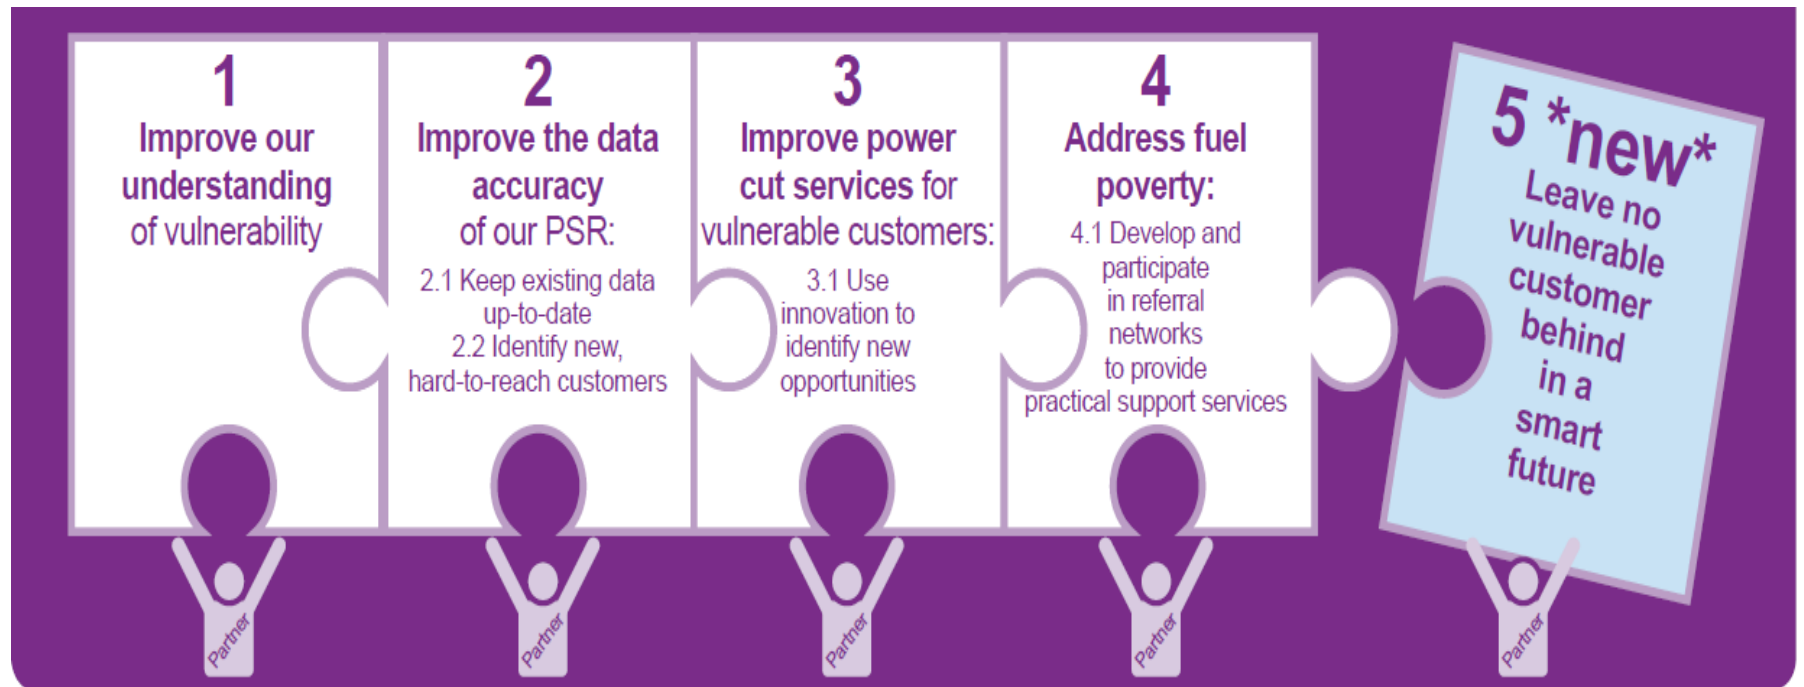 1
Improve our
understanding
of vulnerability
2
Improve the data
accuracy
of our PSR:
2.1 Keep existing data
up-to-date
2.2 Identify new,
hard-to-reach customers
3
Improve power
cut services for
vulnerable customers:
3.1 Use
innovation to
identify new
opportunities
4
Address fuel
poverty:
4.1 Develop and
participate
in referral
networks
to provide
practical support services
5 *new*
Leave no
vulnerable
customer
behind
in a
smart
future
Partner
Partner
Partner
Partner
Partner